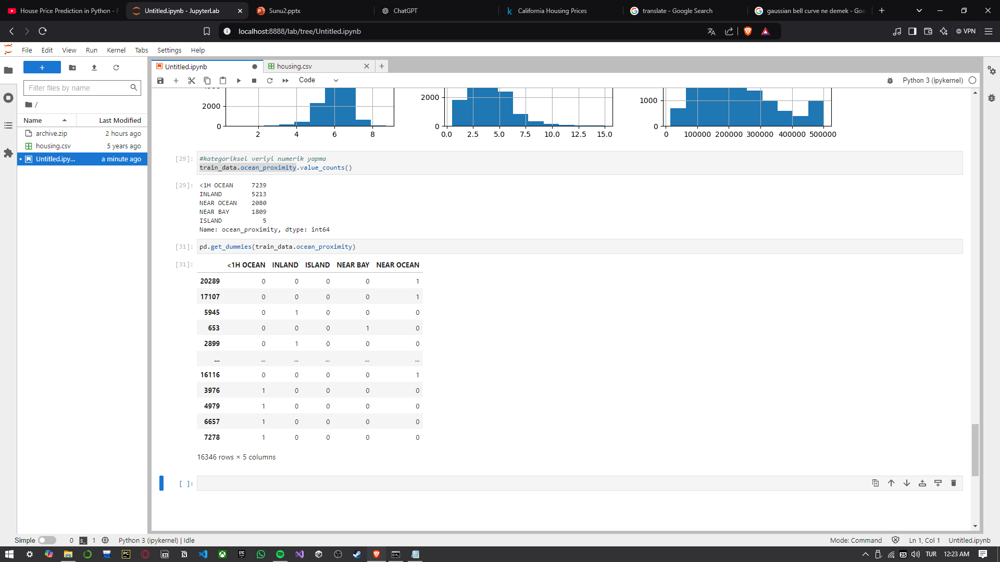 House Price Prediction in Python - F
Untitled.ipynb - JupyterLab
Sunu2.pptx
ChatGPT
California Housing Prices
translate - Google Search
gaussian bell curve ne demek - Goo
localhost:8888/lab/tree/Untitled.ipynb
VPN
File Edit View Run Kernel Tabs Settings Help
Filter files by name
/
Name Last Modified
archive.zip 2 hours ago
housing.csv 5 years ago
Untitled.ipy... a minute ago
Untitled.ipynb
housing.csv
Code
Python 3 (ipykernel)
2000
0
2 4 6 8
2000
0
0.0 2.5 5.0 7.5 10.0 12.5 15.0
1000
0
0 100000 200000 300000 400000 500000
[29]: #kategoriksel veriyi numerik yapma
train_data.ocean_proximity.value_counts()
[29]: <1H OCEAN 7239
INLAND 5213
NEAR OCEAN 2080
NEAR BAY 1809
ISLAND 5
Name: ocean_proximity, dtype: int64
[31]: pd.get_dummies(train_data.ocean_proximity)
[31]: <1H OCEAN INLAND ISLAND NEAR BAY NEAR OCEAN
20289 0 0 0 0 1
17107 0 0 0 0 1
5945 0 1 0 0 0
653 0 0 0 1 0
2899 0 1 0 0 0
... ... ... ... ... ...
16116 0 0 0 0 1
3976 1 0 0 0 0
4979 1 0 0 0 0
6657 1 0 0 0 0
7278 1 0 0 0 0
16346 rows × 5 columns
[ ]:
Simple 0 1 Python 3 (ipykernel) | Idle
Mode: Command Ln 1, Col 1 Untitled.ipynb
TUR 12:23 AM